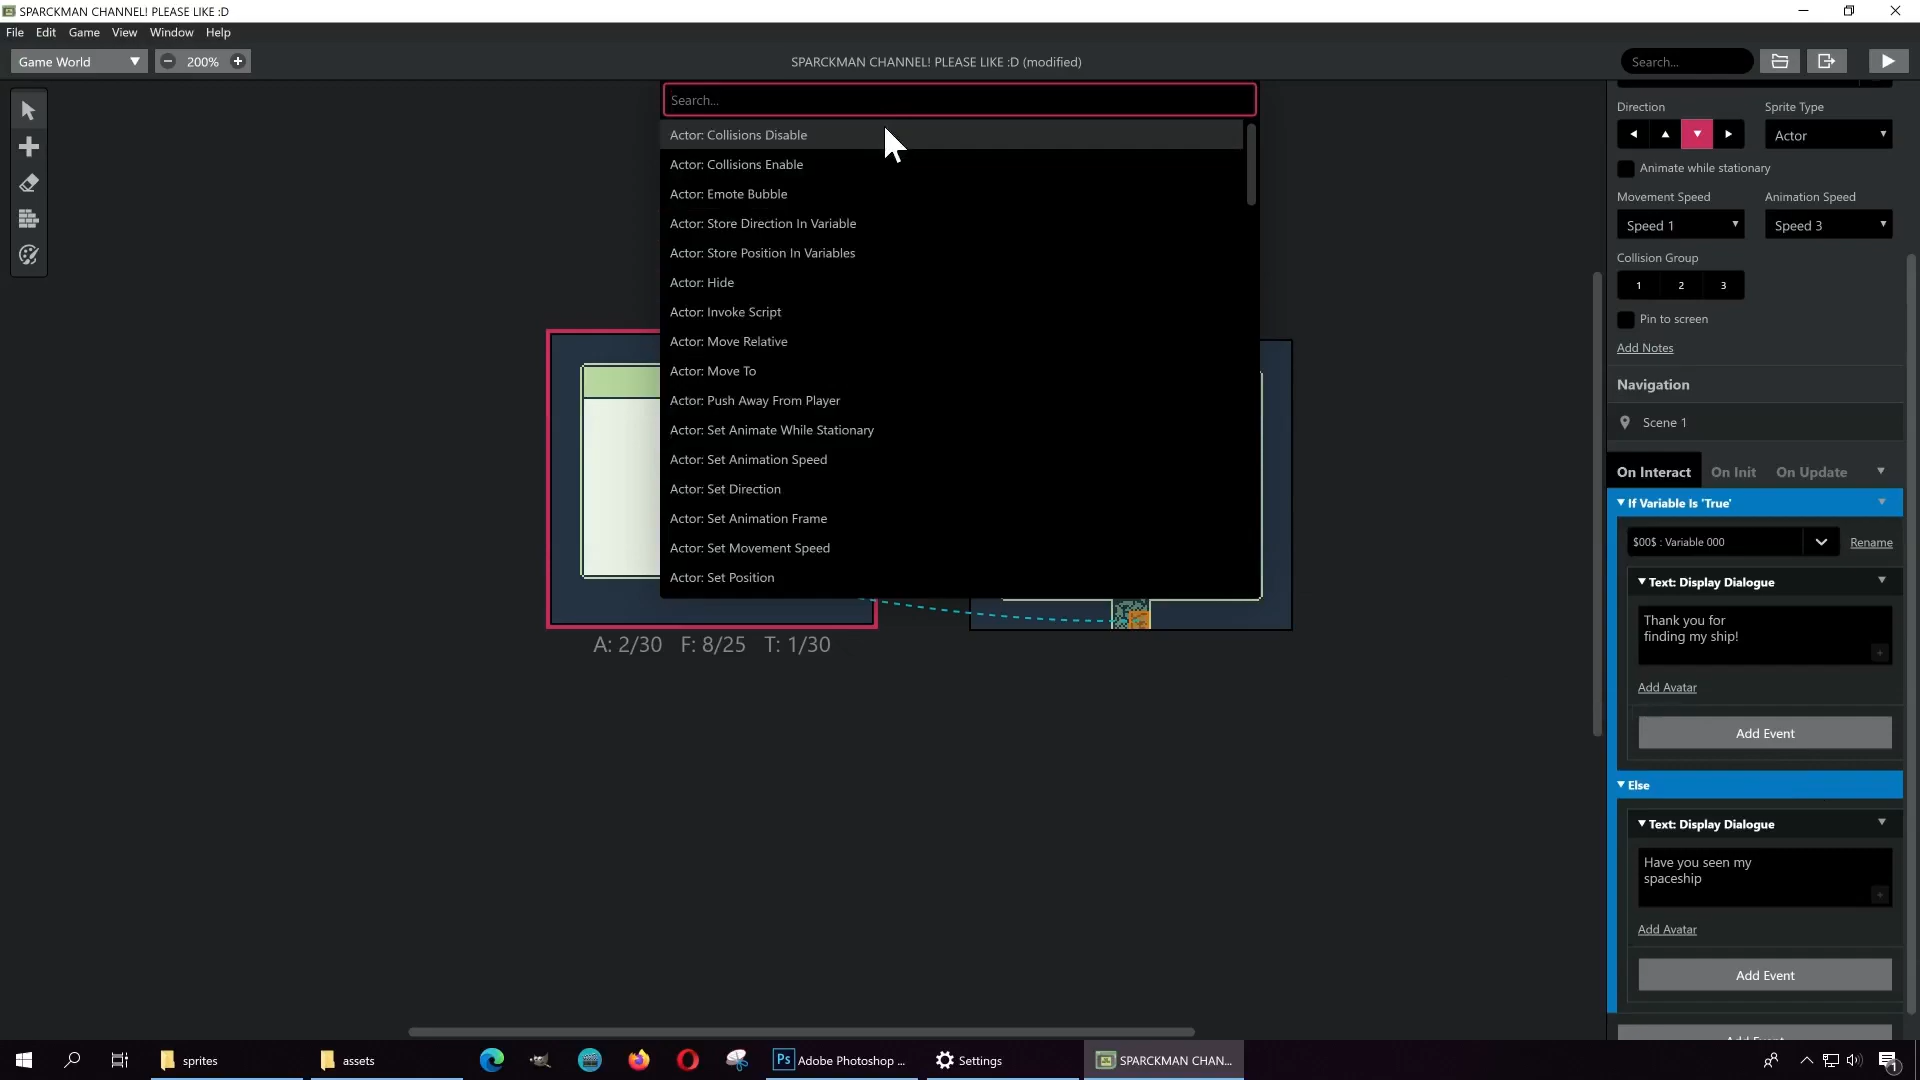 SPARCKMAN CHANNEL! PLEASE LIKE :D
File Edit Game View Window Help
Game World
200%
SPARCKMAN CHANNEL! PLEASE LIKE :D (modified)
Search...
Search...
Actor: Collisions Disable
Actor: Collisions Enable
Actor: Emote Bubble
Actor: Store Direction In Variable
Actor: Store Position In Variables
Actor: Hide
Actor: Invoke Script
Actor: Move Relative
Actor: Move To
Actor: Push Away From Player
Actor: Set Animate While Stationary
Actor: Set Animation Speed
Actor: Set Direction
Actor: Set Animation Frame
Actor: Set Movement Speed
Actor: Set Position
A: 2/30 F: 8/25 T: 1/30
Direction
Sprite Type
Actor
Animate while stationary
Movement Speed
Animation Speed
Speed 1
Speed 3
Collision Group
1 2 3
Pin to screen
Add Notes
Navigation
Scene 1
On Interact On Init On Update
If Variable Is 'True'
$00$ : Variable 000
Rename
Text: Display Dialogue
Thank you for
finding my ship!
Add Avatar
Add Event
Else
Text: Display Dialogue
Have you seen my
spaceship
Add Avatar
Add Event
Add Event
sprites
assets
Ps
Adobe Photoshop ...
Settings
SPARCKMAN CHAN...
1